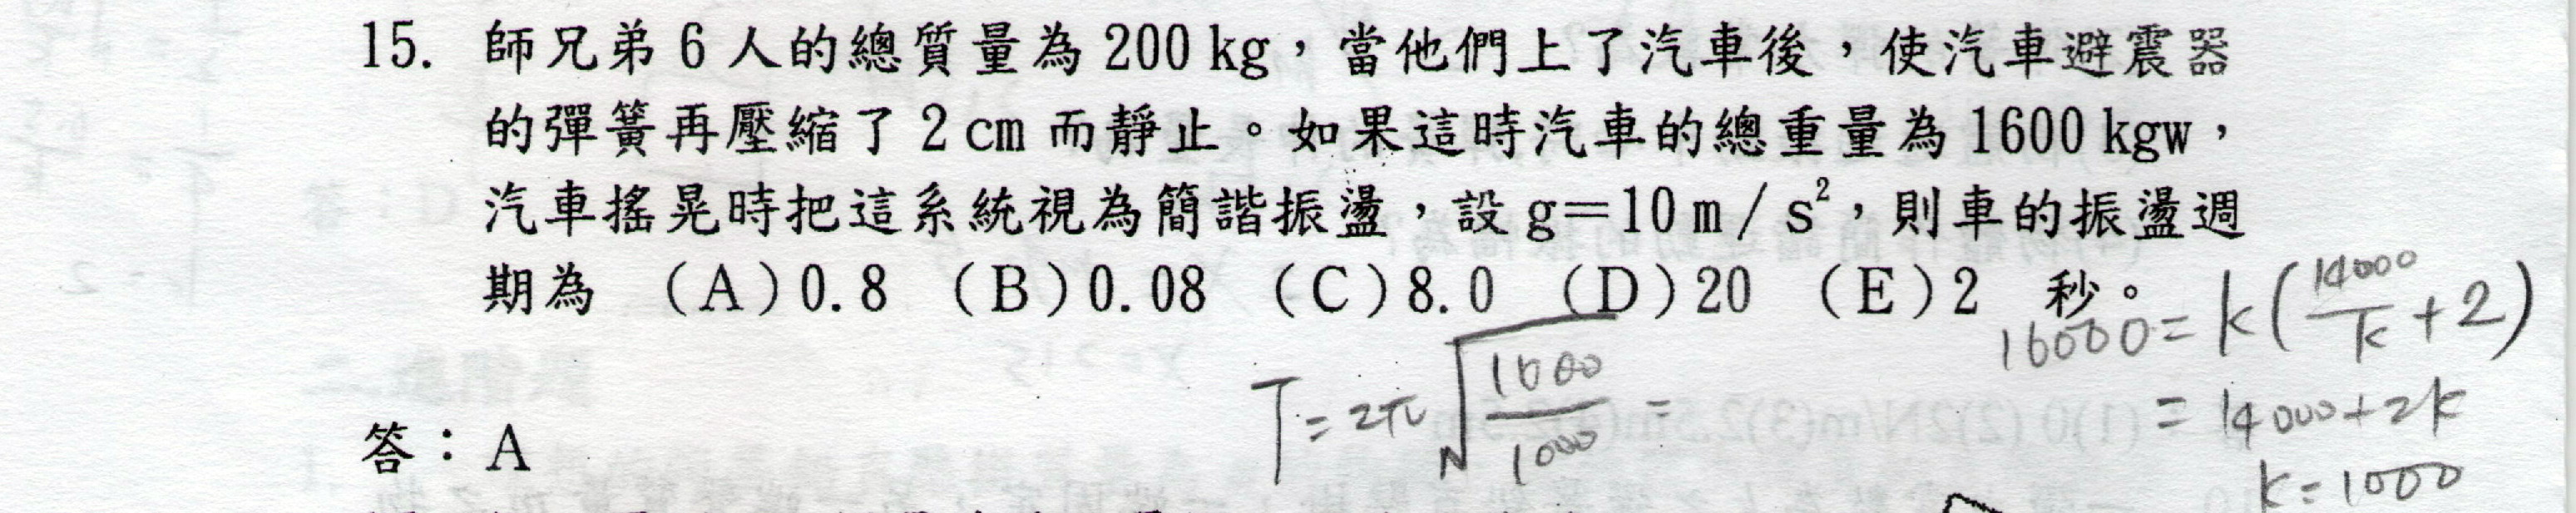 15. 師兄弟 6 人的總質量為 200 kg，當他們上了汽車後，使汽車避震器
的彈簧再壓縮了 2 cm 而靜止。如果這時汽車的總重量為 1600 kgw，
汽車搖晃時把這系統視為簡諧振盪，設 g＝10 m / s²，則車的振盪週
期為 （A）0.8 （B）0.08 （C）8.0 （D）20 （E）2 秒。
16000 = k(14000/k + 2)
T = 2π√(1600/1000) =
= 14000 + 2k
答：A
k = 1000